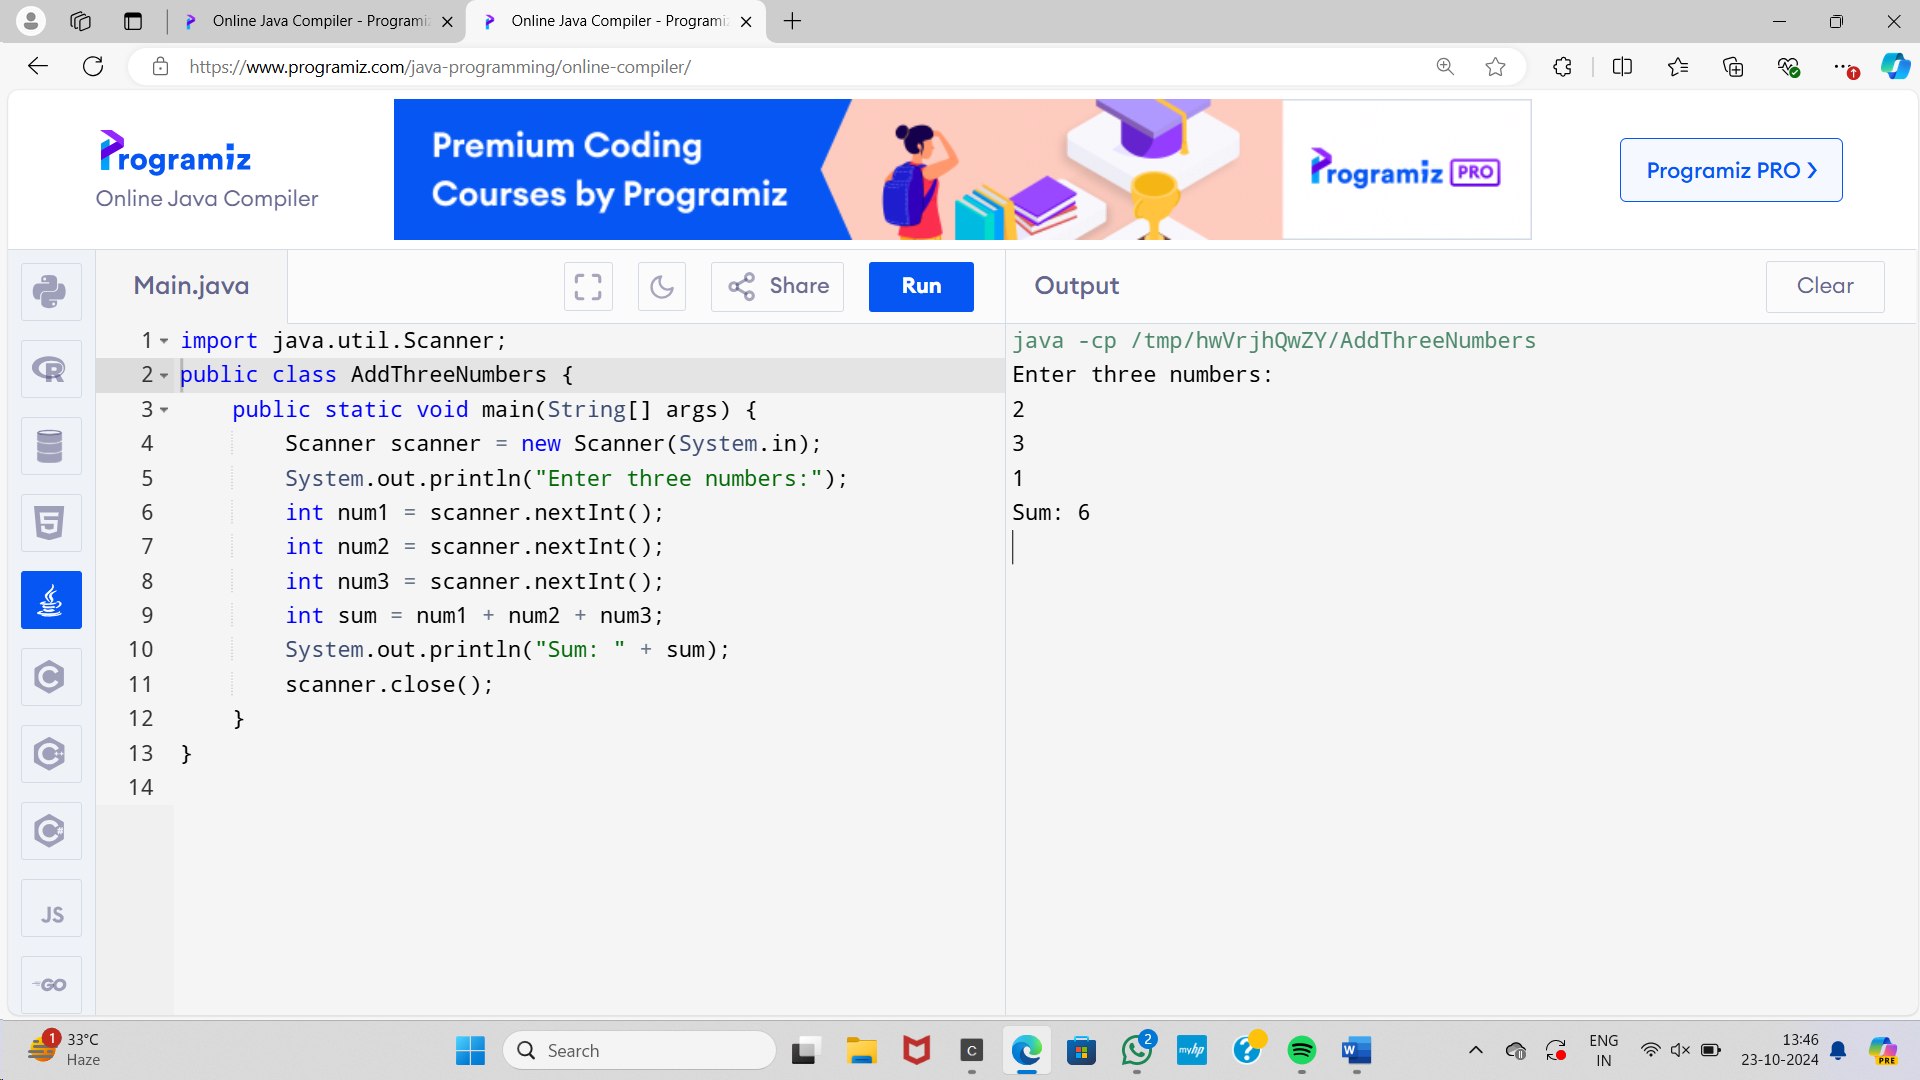 Online Java Compiler - Programiz
Online Java Compiler - Programiz
https://www.programiz.com/java-programming/online-compiler/
Programiz
Online Java Compiler
Premium Coding
Courses by Programiz
Programiz PRO
Programiz PRO >
Main.java
Share
Run
Output
Clear
1 import java.util.Scanner;
2 public class AddThreeNumbers {
3     public static void main(String[] args) {
4         Scanner scanner = new Scanner(System.in);
5         System.out.println("Enter three numbers:");
6         int num1 = scanner.nextInt();
7         int num2 = scanner.nextInt();
8         int num3 = scanner.nextInt();
9         int sum = num1 + num2 + num3;
10         System.out.println("Sum: " + sum);
11         scanner.close();
12     }
13 }
14
java -cp /tmp/hwVrjhQwZY/AddThreeNumbers
Enter three numbers:
2
3
1
Sum: 6
R
5
C
C++
C#
JS
GO
1
33°C
Haze
Search
C
2
myhp
?
W
ENG
IN
13:46
23-10-2024
PRE